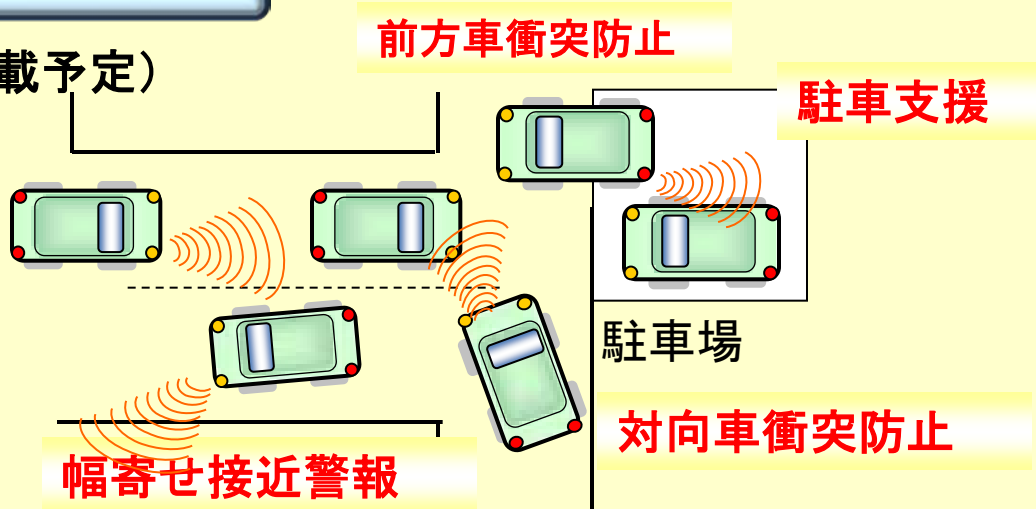 前方車衝突防止
載予定）
駐車支援
駐車場
対向車衝突防止
幅寄せ接近警報